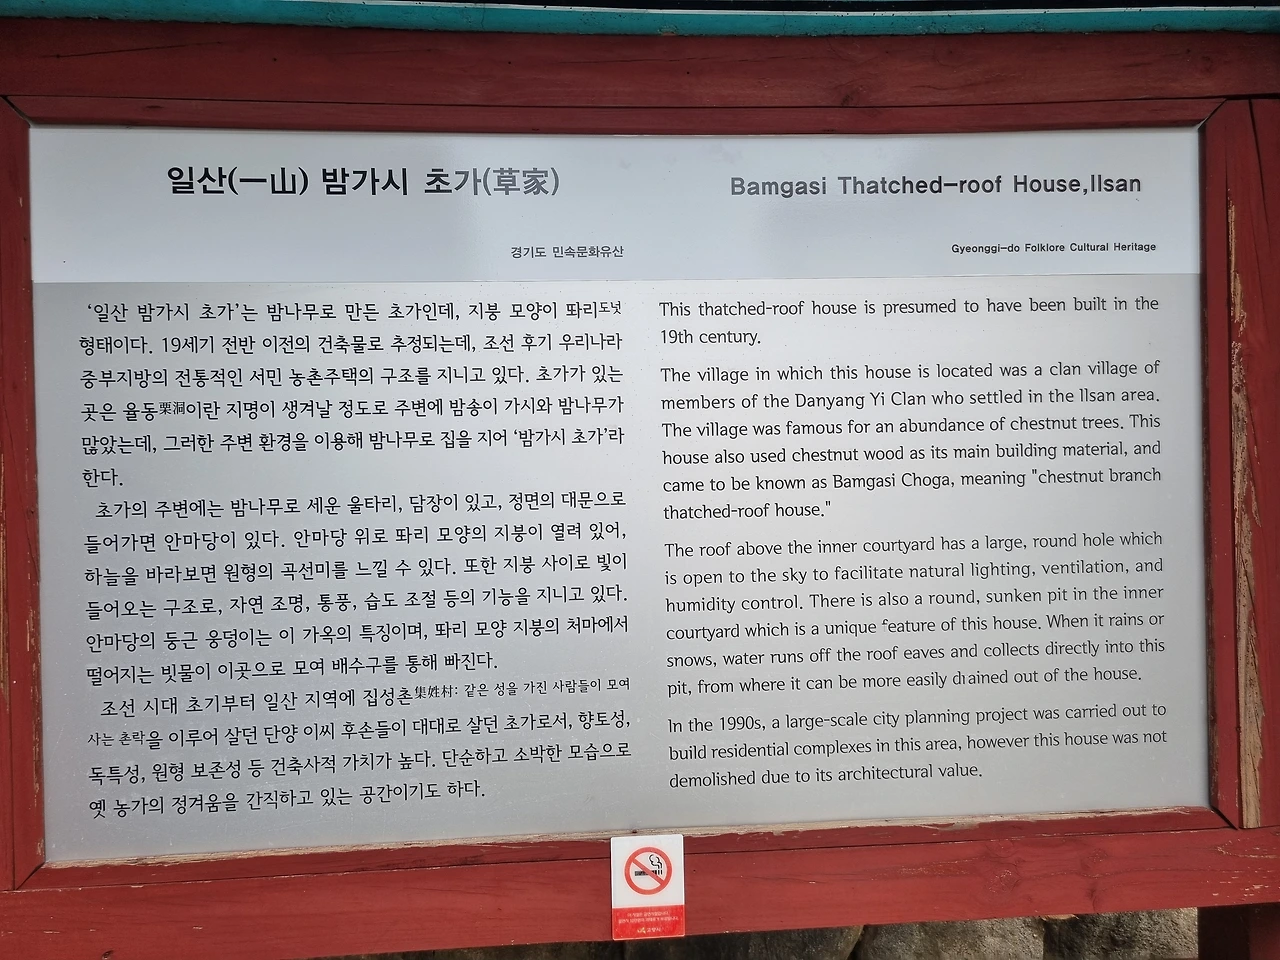 일산(一山) 밤가시 초가(草家)
경기도 민속문화유산
'일산 밤가시 초가'는 밤나무로 만든 초가인데, 지붕 모양이 똬리도넛
형태이다. 19세기 전반 이전의 건축물로 추정되는데, 조선 후기 우리나라
중부지방의 전통적인 서민 농촌주택의 구조를 지니고 있다. 초가가 있는
곳은 율동栗洞이란 지명이 생겨날 정도로 주변에 밤송이 가시와 밤나무가
많았는데, 그러한 주변 환경을 이용해 밤나무로 집을 지어 '밤가시 초가'라
한다.
초가의 주변에는 밤나무로 세운 울타리, 담장이 있고, 정면의 대문으로
들어가면 안마당이 있다. 안마당 위로 똬리 모양의 지붕이 열려 있어,
하늘을 바라보면 원형의 곡선미를 느낄 수 있다. 또한 지붕 사이로 빛이
들어오는 구조로, 자연 조명, 통풍, 습도 조절 등의 기능을 지니고 있다.
안마당의 둥근 웅덩이는 이 가옥의 특징이며, 똬리 모양 지붕의 처마에서
떨어지는 빗물이 이곳으로 모여 배수구를 통해 빠진다.
조선 시대 초기부터 일산 지역에 집성촌集姓村: 같은 성을 가진 사람들이 모여
사는 촌락을 이루어 살던 단양 이씨 후손들이 대대로 살던 초가로서, 향토성,
독특성, 원형 보존성 등 건축사적 가치가 높다. 단순하고 소박한 모습으로
옛 농가의 정겨움을 간직하고 있는 공간이기도 하다.
Bamgasi Thatched-roof House,Ilsan
Gyeonggi-do Folklore Cultural Heritage
This thatched-roof house is presumed to have been built in the
19th century.
The village in which this house is located was a clan village of
members of the Danyang Yi Clan who settled in the Ilsan area.
The village was famous for an abundance of chestnut trees. This
house also used chestnut wood as its main building material, and
came to be known as Bamgasi Choga, meaning "chestnut branch
thatched-roof house."
The roof above the inner courtyard has a large, round hole which
is open to the sky to facilitate natural lighting, ventilation, and
humidity control. There is also a round, sunken pit in the inner
courtyard which is a unique feature of this house. When it rains or
snows, water runs off the roof eaves and collects directly into this
pit, from where it can be more easily drained out of the house.
In the 1990s, a large-scale city planning project was carried out to
build residential complexes in this area, however this house was not
demolished due to its architectural value.